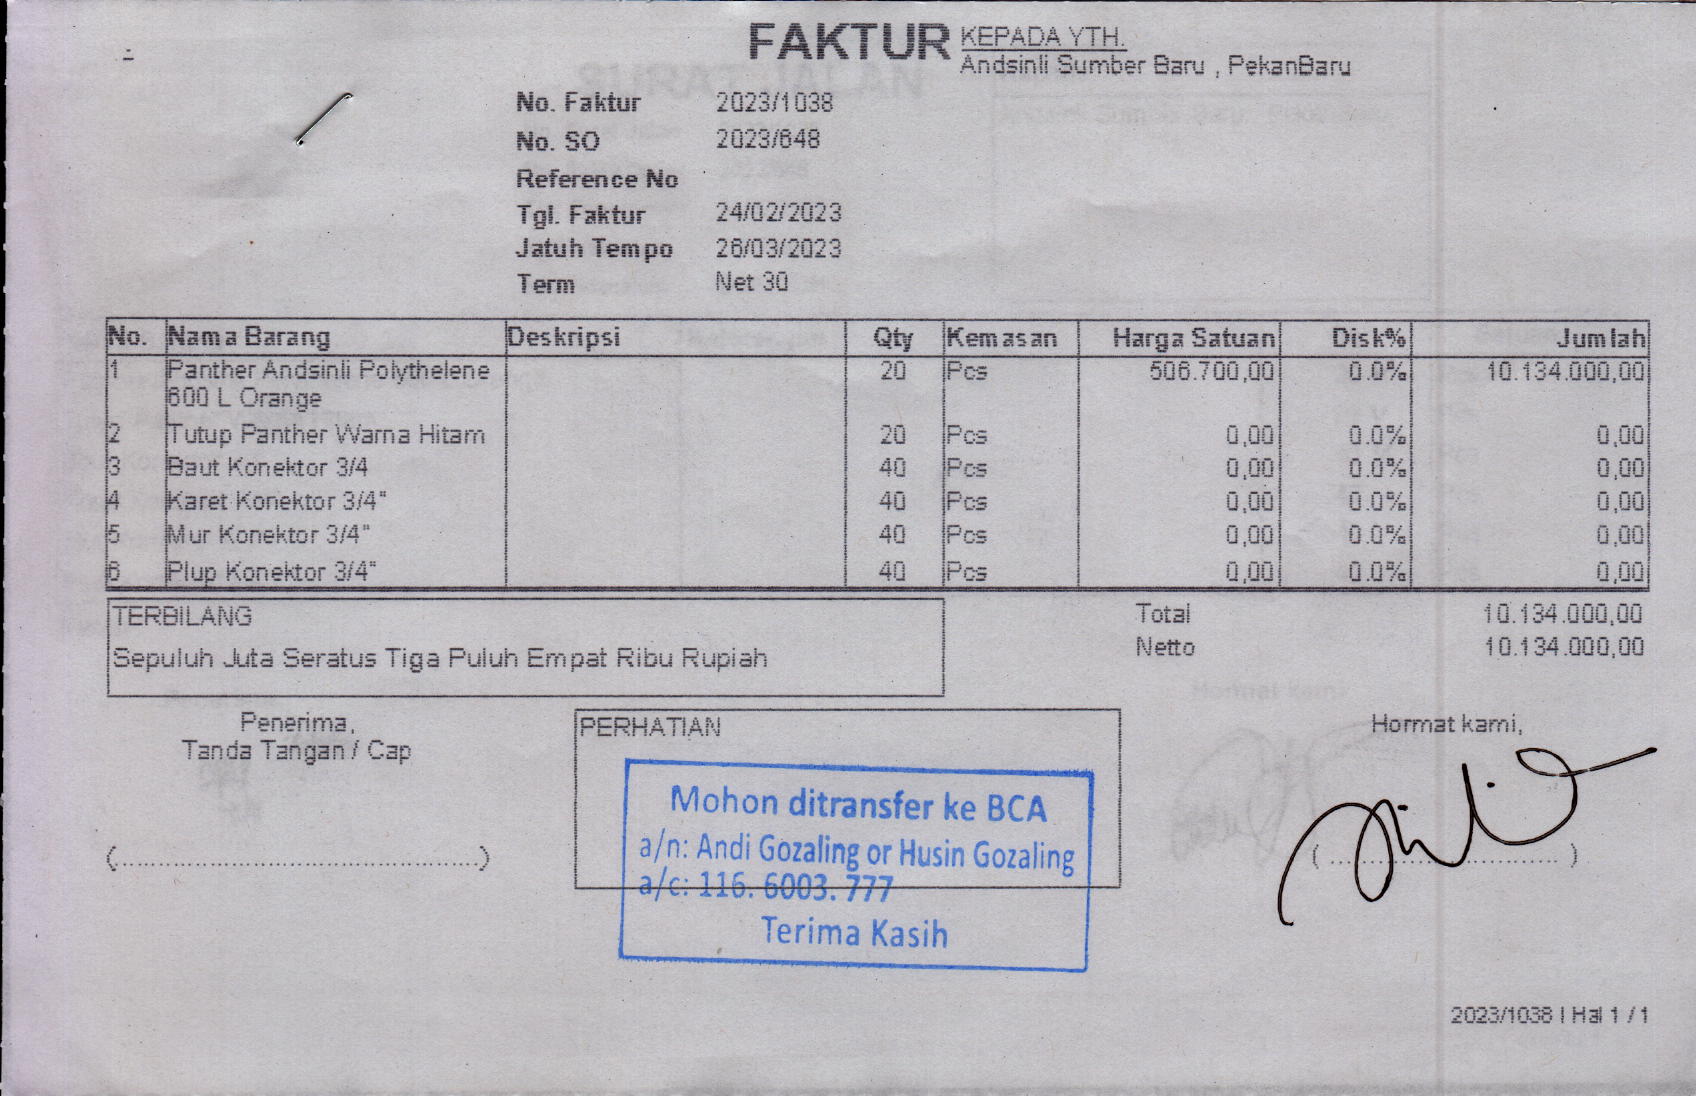 FAKTUR
KEPADA YTH.
Andsinli Sumber Baru , PekanBaru
No. Faktur 2023/1038
No. SO 2023/648
Reference No
Tgl. Faktur 24/02/2023
Jatuh Tempo 26/03/2023
Term Net 30
No. Nama Barang Deskripsi Qty Kemasan Harga Satuan Disk% Jumlah
1 Panther Andsinli Polythelene 20 Pcs 506.700,00 0.0% 10.134.000,00
600 L Orange
2 Tutup Panther Warna Hitam 20 Pcs 0,00 0.0% 0,00
3 Baut Konektor 3/4 40 Pcs 0,00 0.0% 0,00
4 Karet Konektor 3/4" 40 Pcs 0,00 0.0% 0,00
5 Mur Konektor 3/4" 40 Pcs 0,00 0.0% 0,00
6 Plup Konektor 3/4" 40 Pcs 0,00 0.0% 0,00
TERBILANG
Sepuluh Juta Seratus Tiga Puluh Empat Ribu Rupiah
Total 10.134.000,00
Netto 10.134.000,00
Penerima,
Tanda Tangan / Cap
(................................................)
PERHATIAN
Mohon ditransfer ke BCA
a/n: Andi Gozaling or Husin Gozaling
a/c: 116. 6003. 777
Terima Kasih
Hormat kami,
(..............................)
2023/1038 | Hal 1 / 1